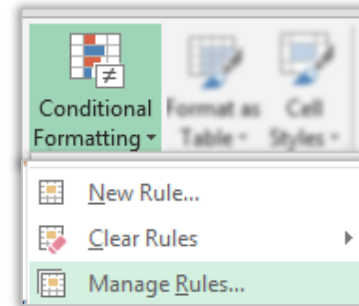 Conditional
Formatting
Format as
Table
Cell
Styles
New Rule...
Clear Rules
Manage Rules...